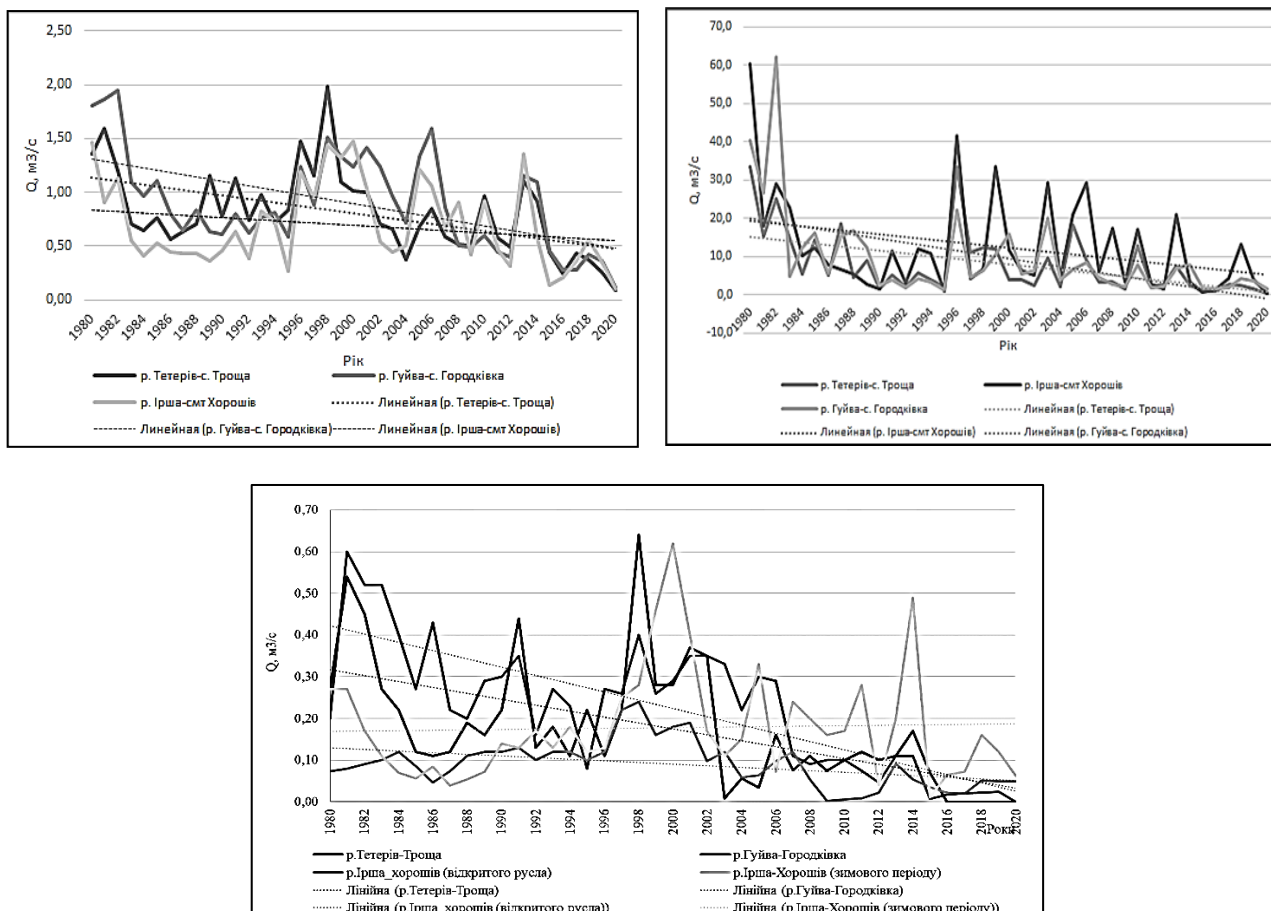 2,50
2,00
1,50
1,00
0,50
0,00
Q, м3/с
1980 1982 1984 1986 1988 1990 1992 1994 1996 1998 2000 2002 2004 2006 2008 2010 2012 2014 2016 2018 2020
Рік
р. Тетерів-с. Троща р. Гуйва-с. Городківка
р. Ірша-смт Хорошів Линейная (р. Тетерів-с. Троща)
Линейная (р. Гуйва-с. Городківка) Линейная (р. Ірша-смт Хорошів)
70,0
60,0
50,0
40,0
30,0
20,0
10,0
0,0
-10,0
Q, м3/с
1980 1982 1984 1986 1988 1990 1992 1994 1996 1998 2000 2002 2004 2006 2008 2010 2012 2014 2016 2018 2020
Рік
р. Тетерів-с. Троща р. Ірша-смт Хорошів
р. Гуйва-с. Городківка Линейная (р. Тетерів-с. Троща)
Линейная (р. Ірша-смт Хорошів) Линейная (р. Гуйва-с. Городківка)
0,70
0,60
0,50
0,40
0,30
0,20
0,10
0,00
Q, м3/с
1980 1982 1984 1986 1988 1990 1992 1994 1996 1998 2000 2002 2004 2006 2008 2010 2012 2014 2016 2018 2020
Роки
р.Тетерів-Троща р.Гуйва-Городківка
р.Ірша_хорошів (відкритого русла) р.Ірша-Хорошів (зимового періоду)
Лінійна (р.Тетерів-Троща) Лінійна (р.Гуйва-Городківка)
Лінійна (р.Ірша_хорошів (відкритого русла)) Лінійна (р.Ірша-Хорошів (зимового періоду))